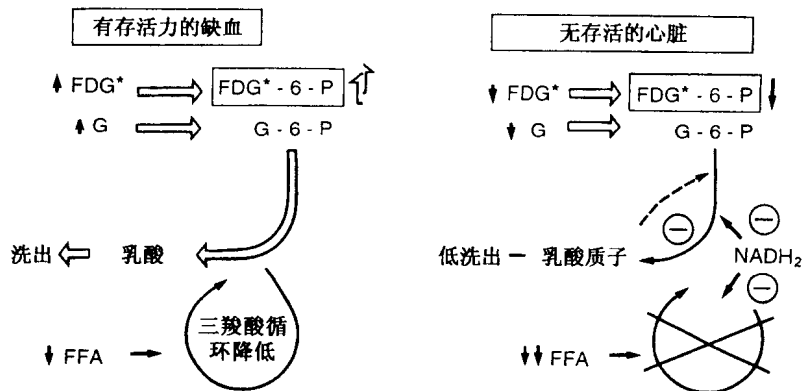 有存活力的缺血
FDG* FDG* - 6 - P
G G - 6 - P
洗出 乳酸
三羧酸循
环降低
FFA
无存活的心脏
FDG* FDG* - 6 - P
G G - 6 - P
低洗出 — 乳酸质子 NADH₂
FFA